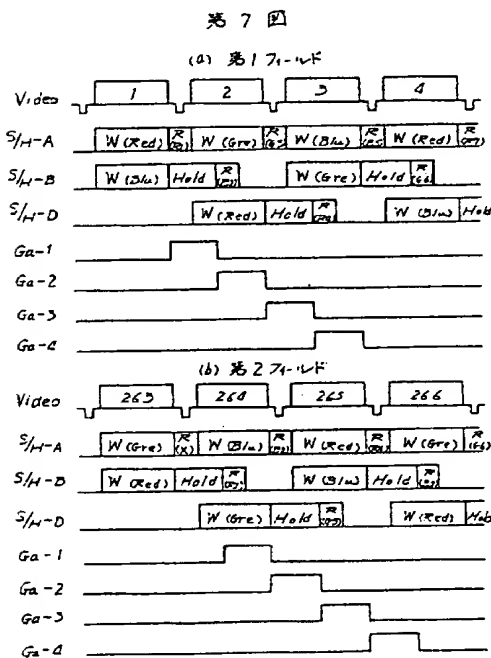 第7図
(a) 第1フィールド
Video 1 2 3 4
S/H-A W(Red) R W(Gre) R W(Blu) R W(Red) R
S/H-B W(Blu) Hold R W(Gre) Hold R
S/H-D W(Red) Hold R W(Blu) Hold
Ga-1
Ga-2
Ga-3
Ga-4
(b) 第2フィールド
Video 263 264 265 266
S/H-A W(Gre) R W(Blu) R W(Red) R W(Gre) R
S/H-B W(Red) Hold R W(Blu) Hold R
S/H-D W(Gre) Hold R W(Red) Hold
Ga-1
Ga-2
Ga-3
Ga-4